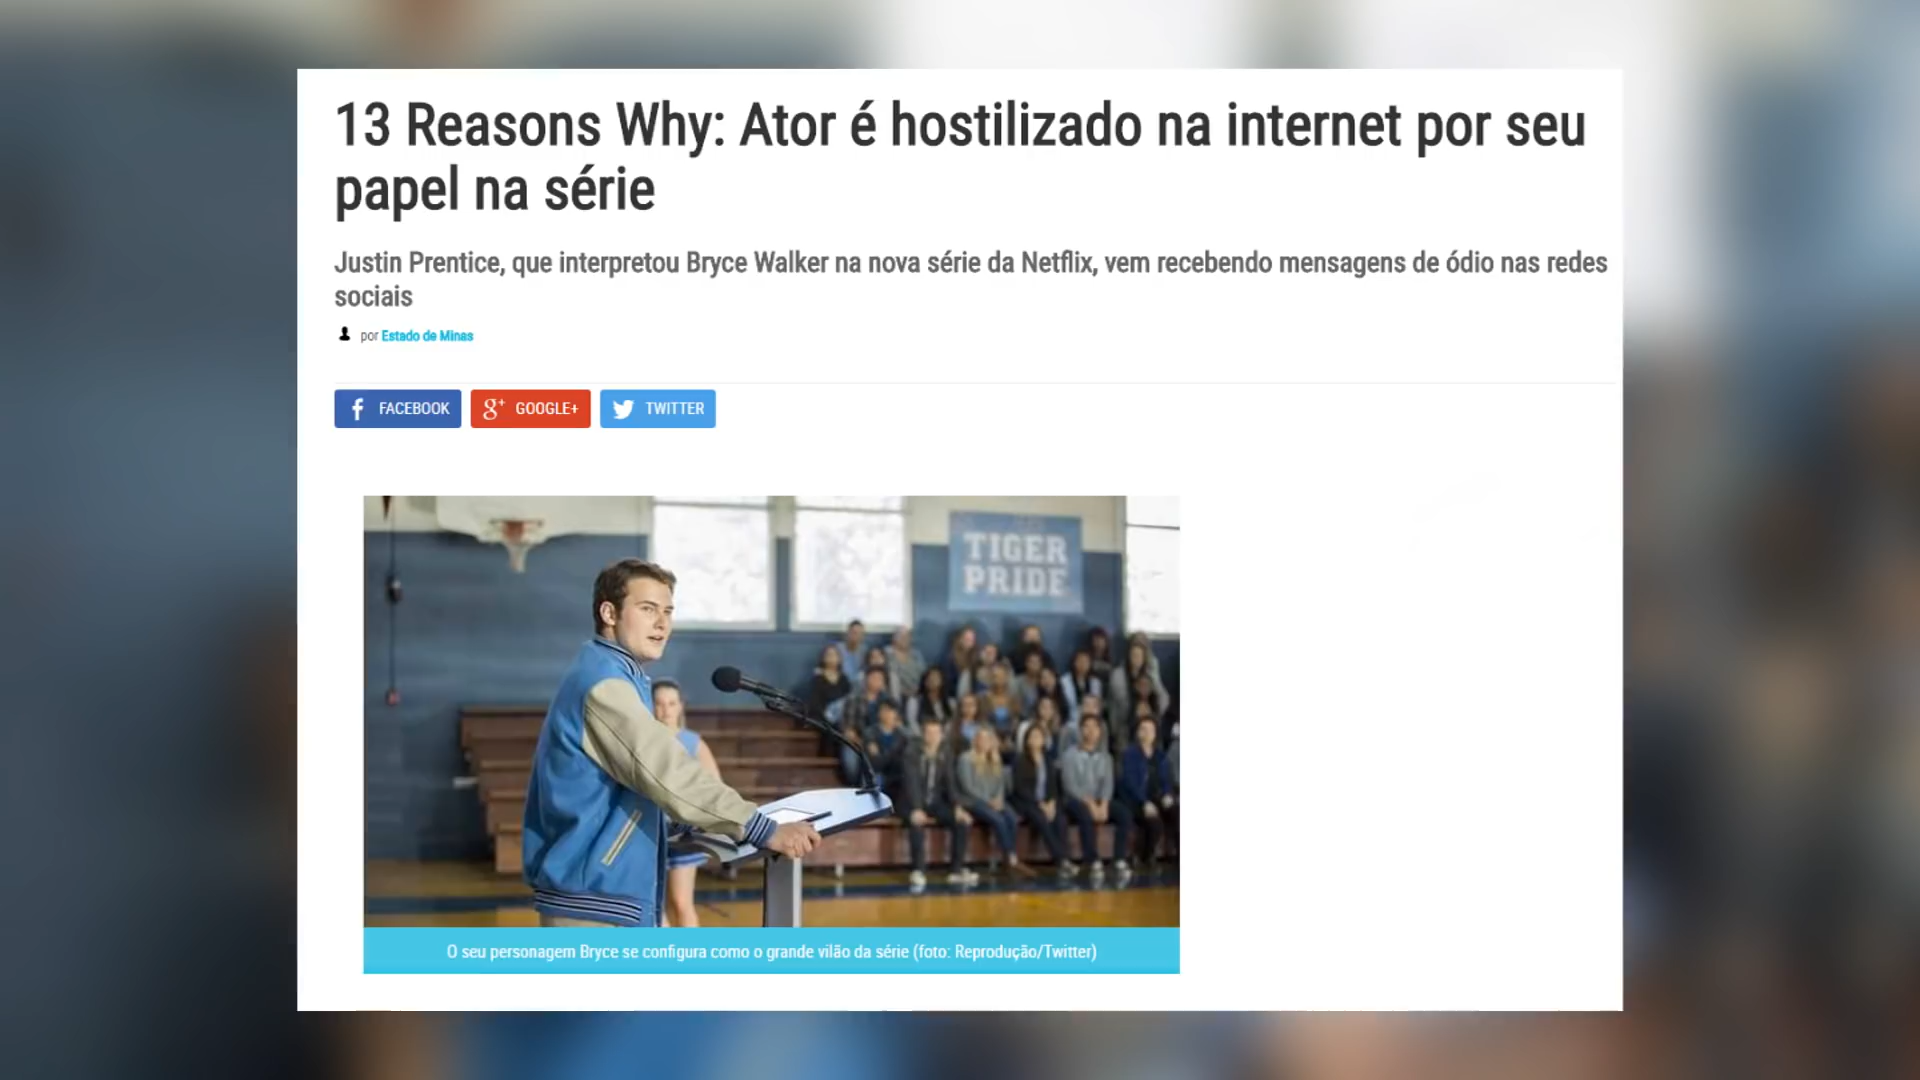 13 Reasons Why: Ator é hostilizado na internet por seu
papel na série
Justin Prentice, que interpretou Bryce Walker na nova série da Netflix, vem recebendo mensagens de ódio nas redes
sociais
por Estado de Minas
f FACEBOOK g+ GOOGLE+ TWITTER
TIGER
PRIDE
O seu personagem Bryce se configura como o grande vilão da série (foto: Reprodução/Twitter)